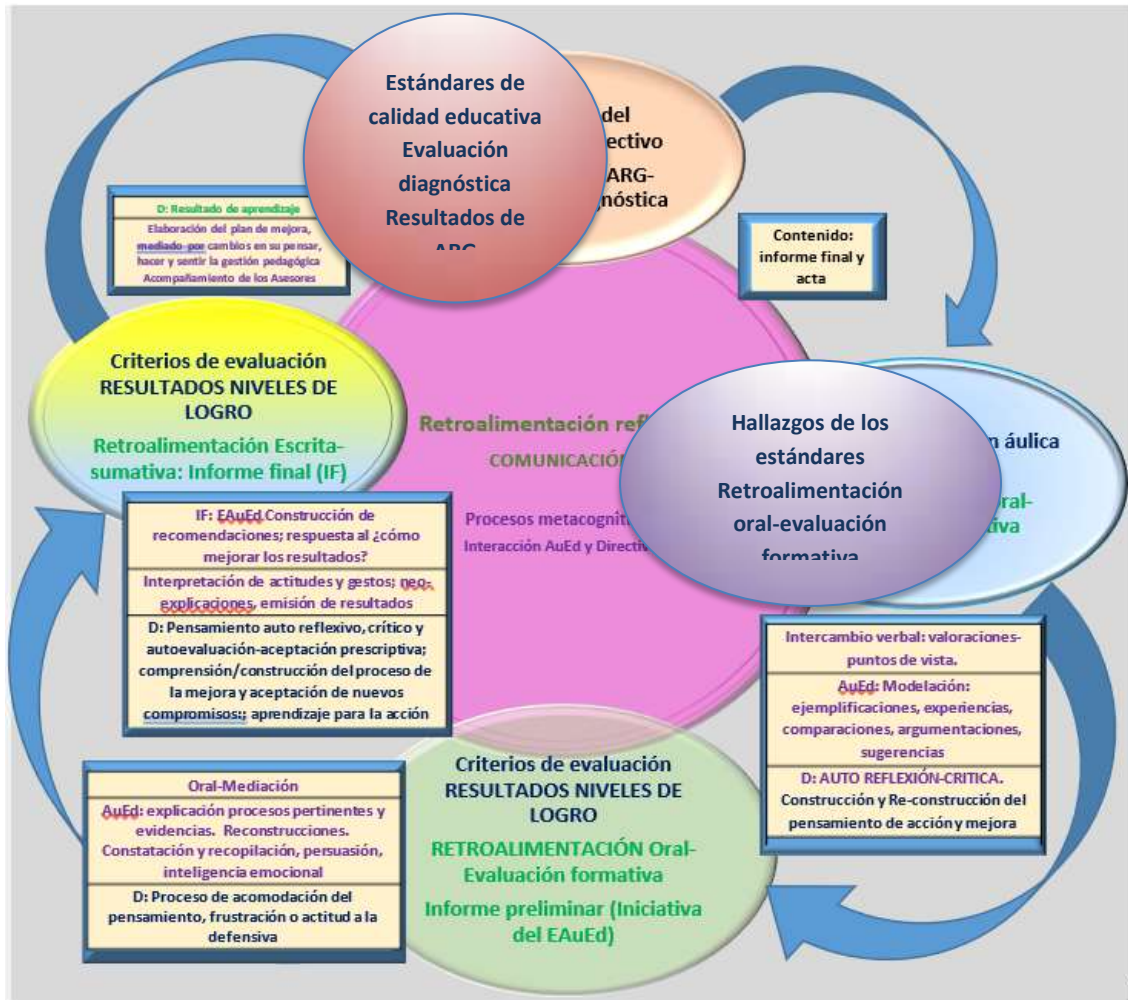 Estándares de
calidad educativa
Evaluación
diagnóstica
Resultados de
del
ARG-
Contenido:
informe final y
acta
D: Resultado de aprendizaje
Elaboración del plan de mejora,
mediado por cambios en su pensar,
hacer y sentir la gestión pedagógica
Acompañamiento de los Asesores
Criterios de evaluación
RESULTADOS NIVELES DE
LOGRO
Retroalimentación Escrita-
sumativa: Informe final (IF)
Retroalimentación
COMUNICACIÓN
Procesos
Interacción AuEd y
Hallazgos de los
estándares
Retroalimentación
oral-evaluación
formativa
áulica
IF: EAuEd Construcción de
recomendaciones; respuesta al ¿cómo
mejorar los resultados?
Interpretación de actitudes y gestos; neo-
explicaciones, emisión de resultados
D: Pensamiento auto reflexivo, crítico y
autoevaluación-aceptación prescriptiva;
comprensión/construcción del proceso de
la mejora y aceptación de nuevos
compromisos:; aprendizaje para la acción
Intercambio verbal: valoraciones-
puntos de vista.
AuEd: Modelación:
ejemplificaciones, experiencias,
comparaciones, argumentaciones,
sugerencias
D: AUTO REFLEXIÓN-CRITICA.
Construcción y Re-construcción del
pensamiento de acción y mejora
Oral-Mediación
AuEd: explicación procesos pertinentes y
evidencias. Reconstrucciones.
Constatación y recopilación, persuasión,
inteligencia emocional
D: Proceso de acomodación del
pensamiento, frustración o actitud a la
defensiva
Criterios de evaluación
RESULTADOS NIVELES DE
LOGRO
RETROALIMENTACIÓN Oral-
Evaluación formativa
Informe preliminar (Iniciativa
del EAuEd)